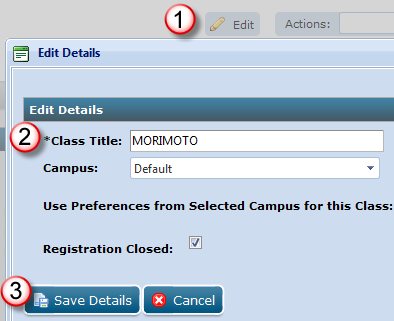 1 Edit Actions:
Edit Details
Edit Details
2 *Class Title: MORIMOTO
Campus: Default
Use Preferences from Selected Campus for this Class:
Registration Closed:
3 Save Details Cancel